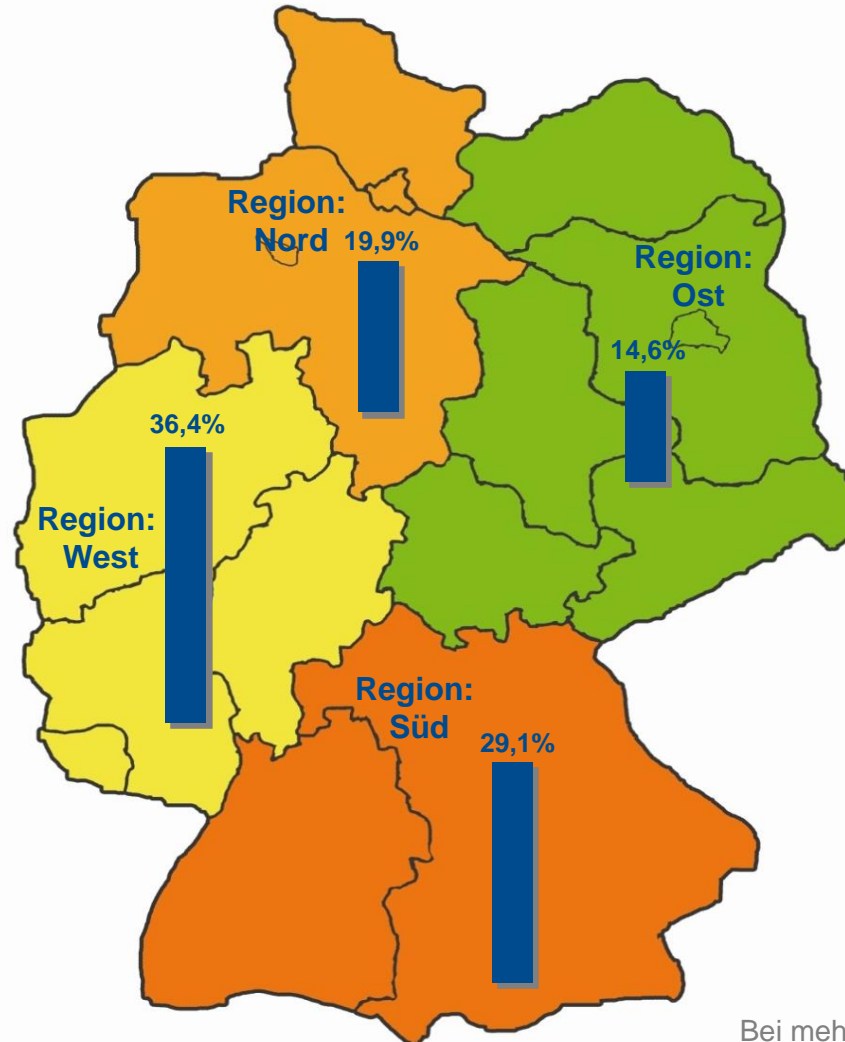 Region:
Nord
19,9%
Region:
Ost
14,6%
36,4%
Region:
West
Region:
Süd
29,1%
Bei meh